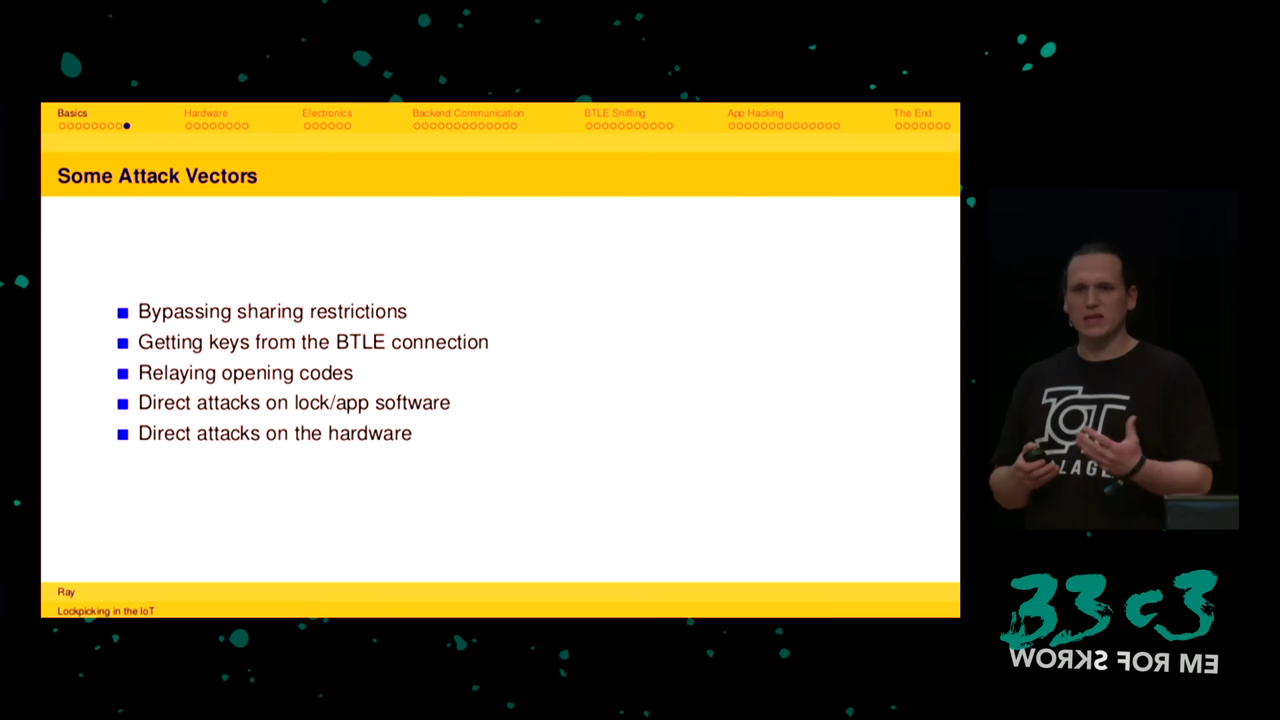 Basics
Hardware
Electronics
Backend Communication
BTLE Sniffing
App Hacking
The End
Some Attack Vectors
Bypassing sharing restrictions
Getting keys from the BTLE connection
Relaying opening codes
Direct attacks on lock/app software
Direct attacks on the hardware
Ray
Lockpicking in the IoT
IOT
LAGE
33c3
WORKS FOR ME